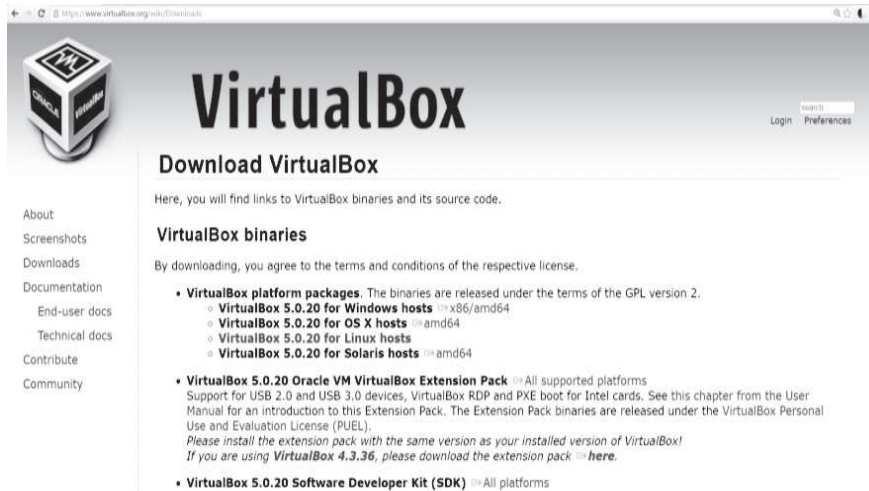 https://www.virtualbox.org/wiki/Downloads
VirtualBox
search...
Login Preferences
ORACLE
VirtualBox
Download VirtualBox
Here, you will find links to VirtualBox binaries and its source code.
About
Screenshots
Downloads
Documentation
End-user docs
Technical docs
Contribute
Community
VirtualBox binaries
By downloading, you agree to the terms and conditions of the respective license.
• VirtualBox platform packages. The binaries are released under the terms of the GPL version 2.
◦ VirtualBox 5.0.20 for Windows hosts x86/amd64
◦ VirtualBox 5.0.20 for OS X hosts amd64
◦ VirtualBox 5.0.20 for Linux hosts
◦ VirtualBox 5.0.20 for Solaris hosts amd64
• VirtualBox 5.0.20 Oracle VM VirtualBox Extension Pack All supported platforms
Support for USB 2.0 and USB 3.0 devices, VirtualBox RDP and PXE boot for Intel cards. See this chapter from the User
Manual for an introduction to this Extension Pack. The Extension Pack binaries are released under the VirtualBox Personal
Use and Evaluation License (PUEL).
Please install the extension pack with the same version as your installed version of VirtualBox!
If you are using VirtualBox 4.3.36, please download the extension pack here.
• VirtualBox 5.0.20 Software Developer Kit (SDK) All platforms